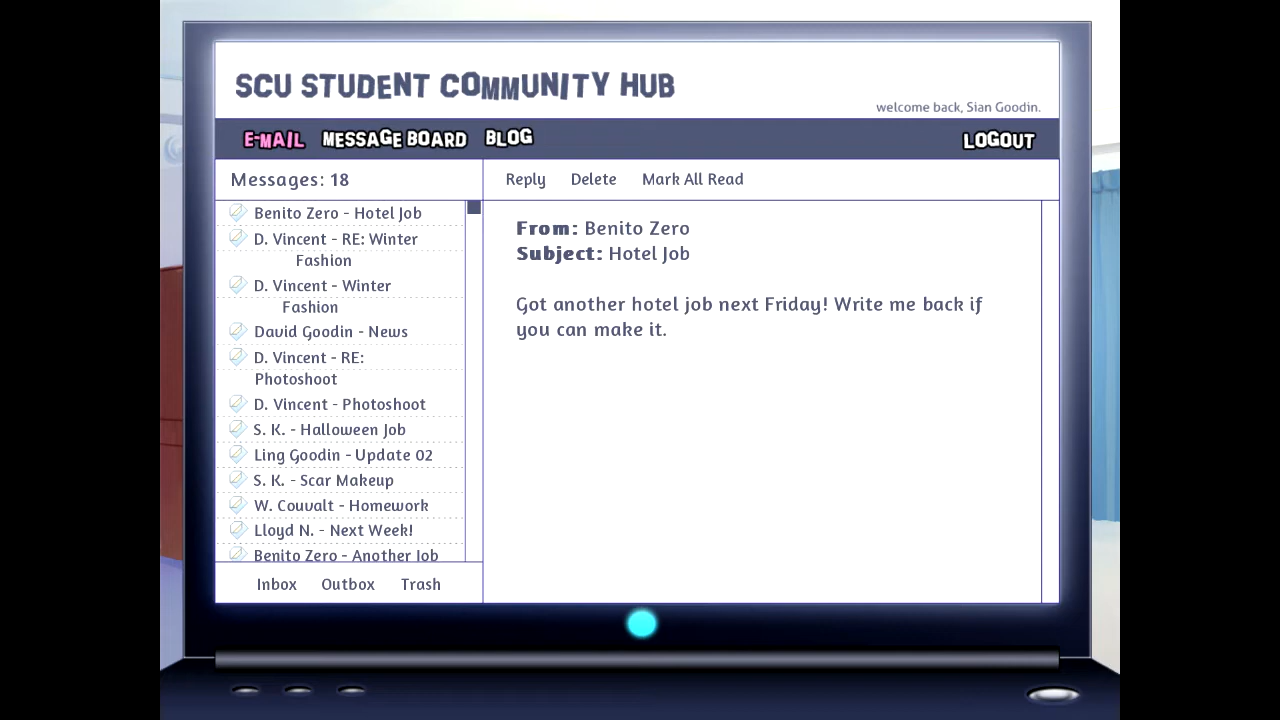 SCU STUDENT COMMUNITY HUB
welcome back, Sian Goodin.
E-MAIL MESSAGE BOARD BLOG LOGOUT
Messages: 18
Reply Delete Mark All Read
Benito Zero - Hotel Job
D. Vincent - RE: Winter
Fashion
D. Vincent - Winter
Fashion
David Goodin - News
D. Vincent - RE:
Photoshoot
D. Vincent - Photoshoot
S. K. - Halloween Job
Ling Goodin - Update 02
S. K. - Scar Makeup
W. Couvalt - Homework
Lloyd N. - Next Week!
Benito Zero - Another Job
Inbox Outbox Trash
From: Benito Zero
Subject: Hotel Job
Got another hotel job next Friday! Write me back if
you can make it.